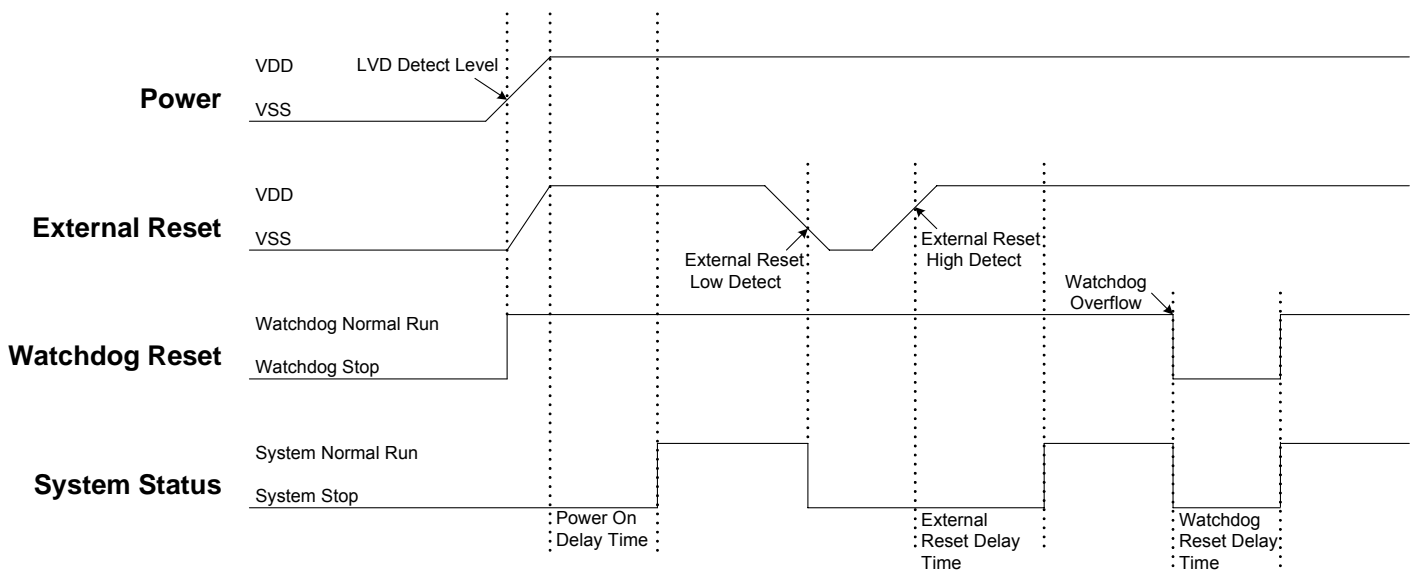 VDD
LVD Detect Level
Power
VSS
VDD
External Reset
VSS
External Reset
Low Detect
External Reset
High Detect
Watchdog
Overflow
Watchdog Normal Run
Watchdog Reset
Watchdog Stop
System Normal Run
System Status
System Stop
Power On
Delay Time
External
Reset Delay
Time
Watchdog
Reset Delay
Time